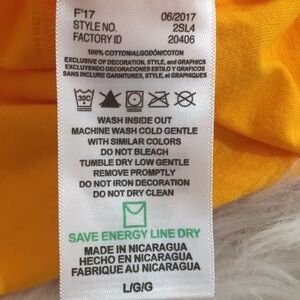 F'17 06/2017
STYLE NO. 2SL4
FACTORY ID 20406
100% COTTON/ALGODÓN/COTON
EXCLUSIVE OF DECORATION, STYLE, and GRAPHICS
EXCLUYENDO DECORACIONES ESTILO Y GRAFICOS
SANS INCLURE GARNITURES, STYLE, et GRAPHIQUES
30C
WASH INSIDE OUT
MACHINE WASH COLD GENTLE
WITH SIMILAR COLORS
DO NOT BLEACH
TUMBLE DRY LOW GENTLE
REMOVE PROMPTLY
DO NOT IRON DECORATION
DO NOT DRY CLEAN
SAVE ENERGY LINE DRY
MADE IN NICARAGUA
HECHO EN NICARAGUA
FABRIQUE AU NICARAGUA
L/G/G